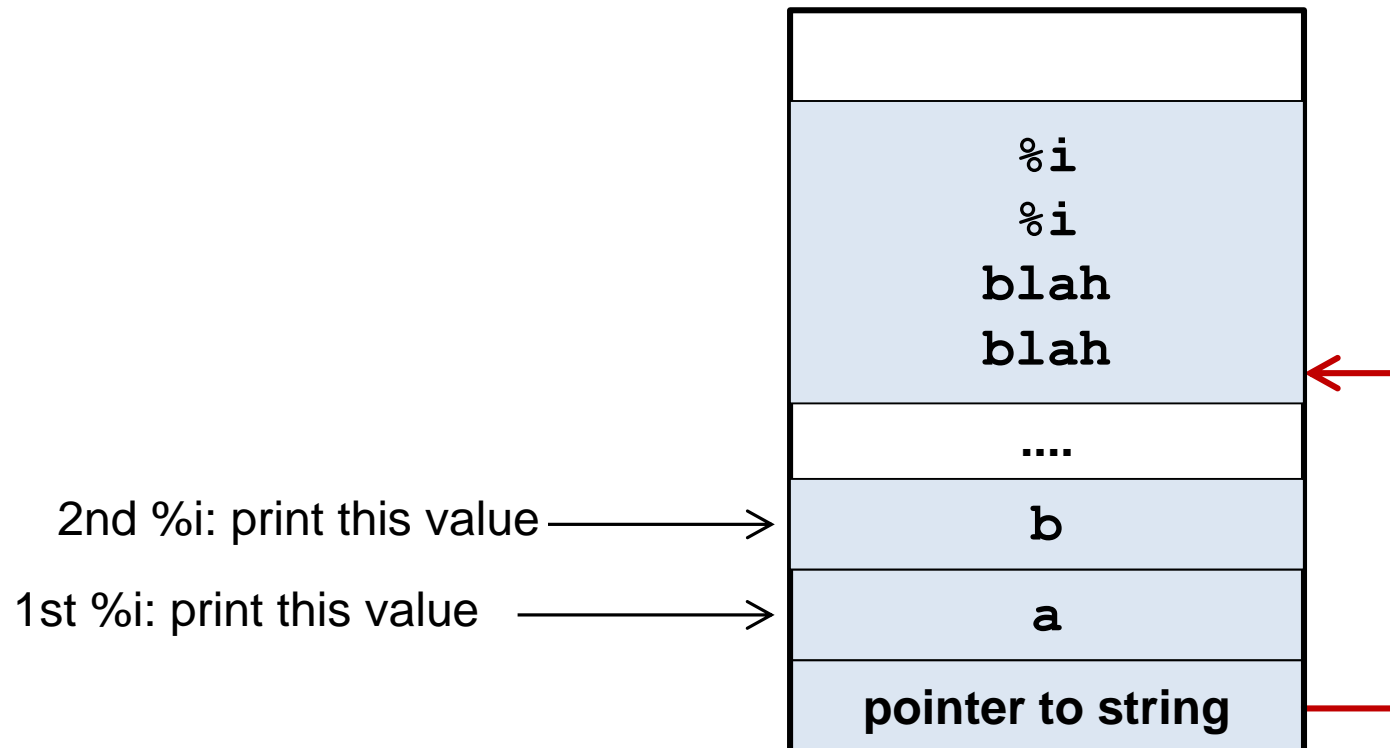 %i
%i
blah
blah
....
2nd %i: print this value
b
1st %i: print this value
a
pointer to string